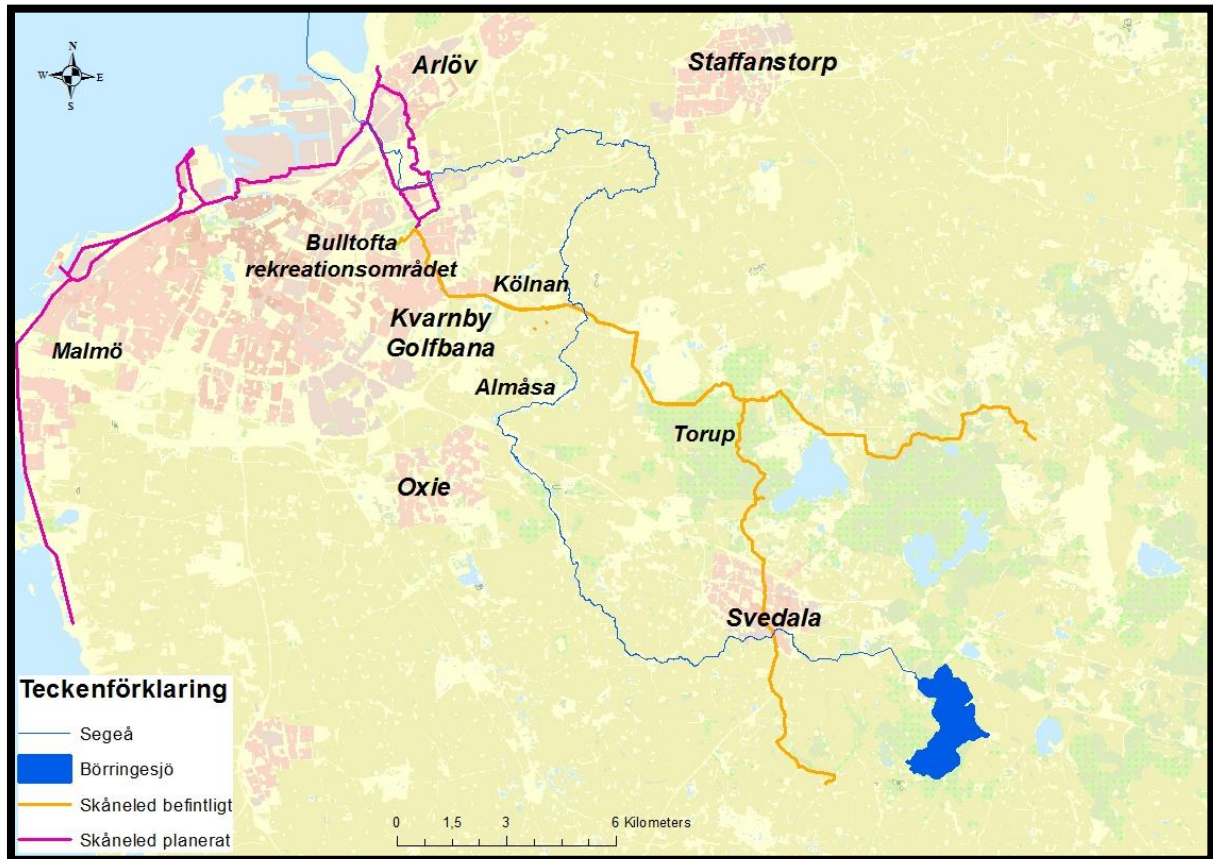 N
W E
S
Arlöv
Staffanstorp
Bulltofta
rekreationsområdet
Kölnan
Kvarnby
Golfbana
Malmö
Almåsa
Torup
Oxie
Svedala
Teckenförklaring
Segeå
Börringesjö
Skåneled befintligt
Skåneled planerat
0 1,5 3 6 Kilometers